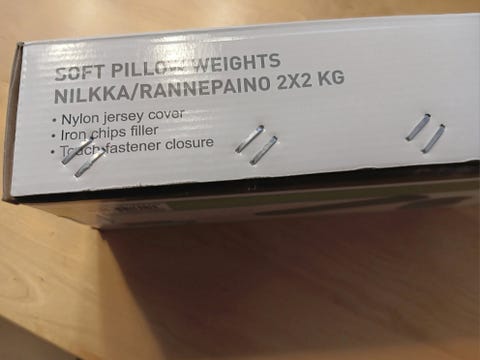 SOFT PILLOW WEIGHTS
NILKKA/RANNEPAINO 2X2 KG
• Nylon jersey cover
• Iron chips filler
• Touch fastener closure